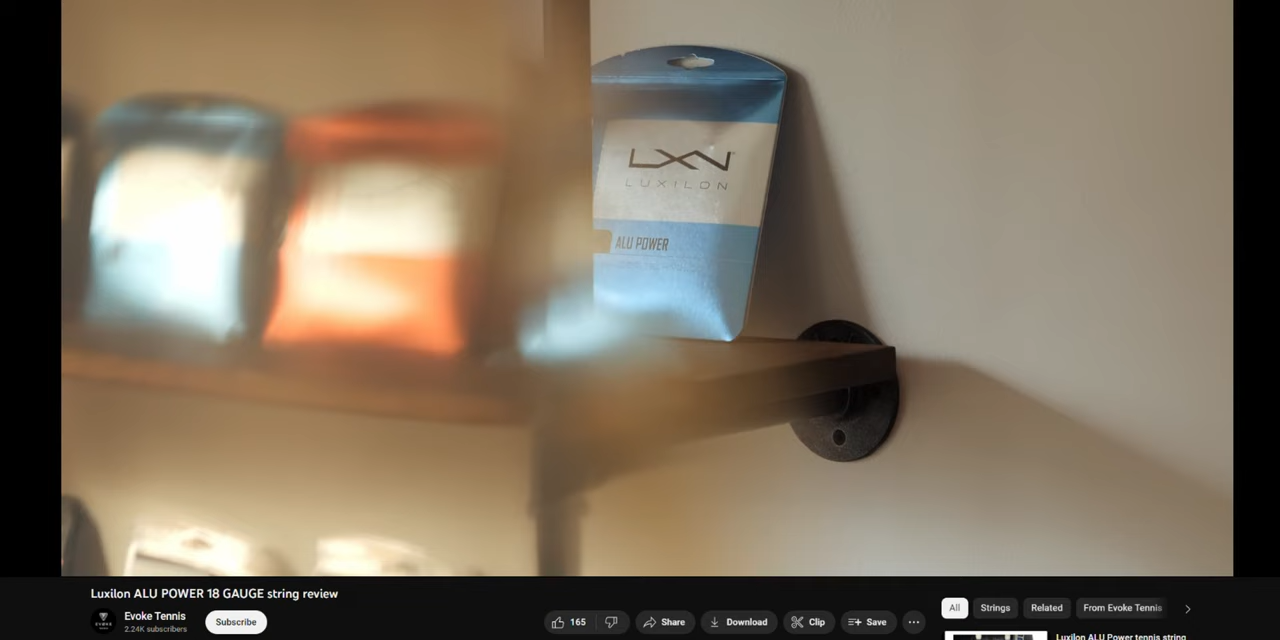 LXN
LUXILON
ALU POWER
Luxilon ALU POWER 18 GAUGE string review
Evoke Tennis
2.24K subscribers
Subscribe
165
Share
Download
Clip
Save
All
Strings
Related
From Evoke Tennis
Luxilon ALU Power tennis string